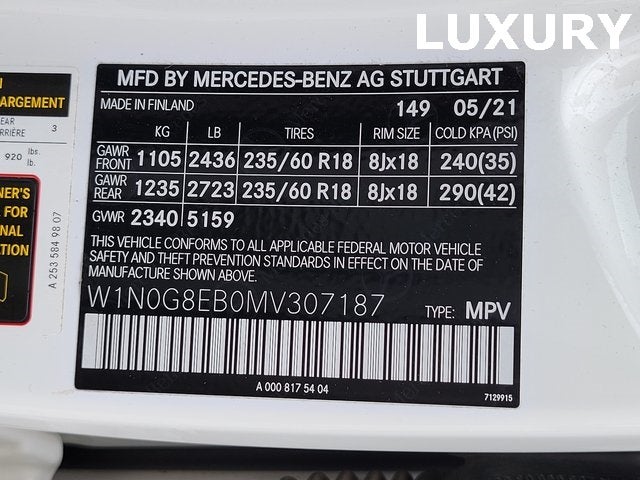 LUXURY
MFD BY MERCEDES-BENZ AG STUTTGART
MADE IN FINLAND 149 05/21
KG LB TIRES RIM SIZE COLD KPA (PSI)
GAWR FRONT 1105 2436 235/60 R18 8Jx18 240(35)
GAWR REAR 1235 2723 235/60 R18 8Jx18 290(42)
GVWR 2340 5159
THIS VEHICLE CONFORMS TO ALL APPLICABLE FEDERAL MOTOR VEHICLE
SAFETY AND THEFT PREVENTION STANDARDS IN EFFECT ON THE DATE
OF MANUFACTURE SHOWN ABOVE.
W1N0G8EB0MV307187 TYPE: MPV
A 000 817 54 04
7129915
ARGEMENT
3
920 lbs.
lb.
FOR
A 253 584 98 07